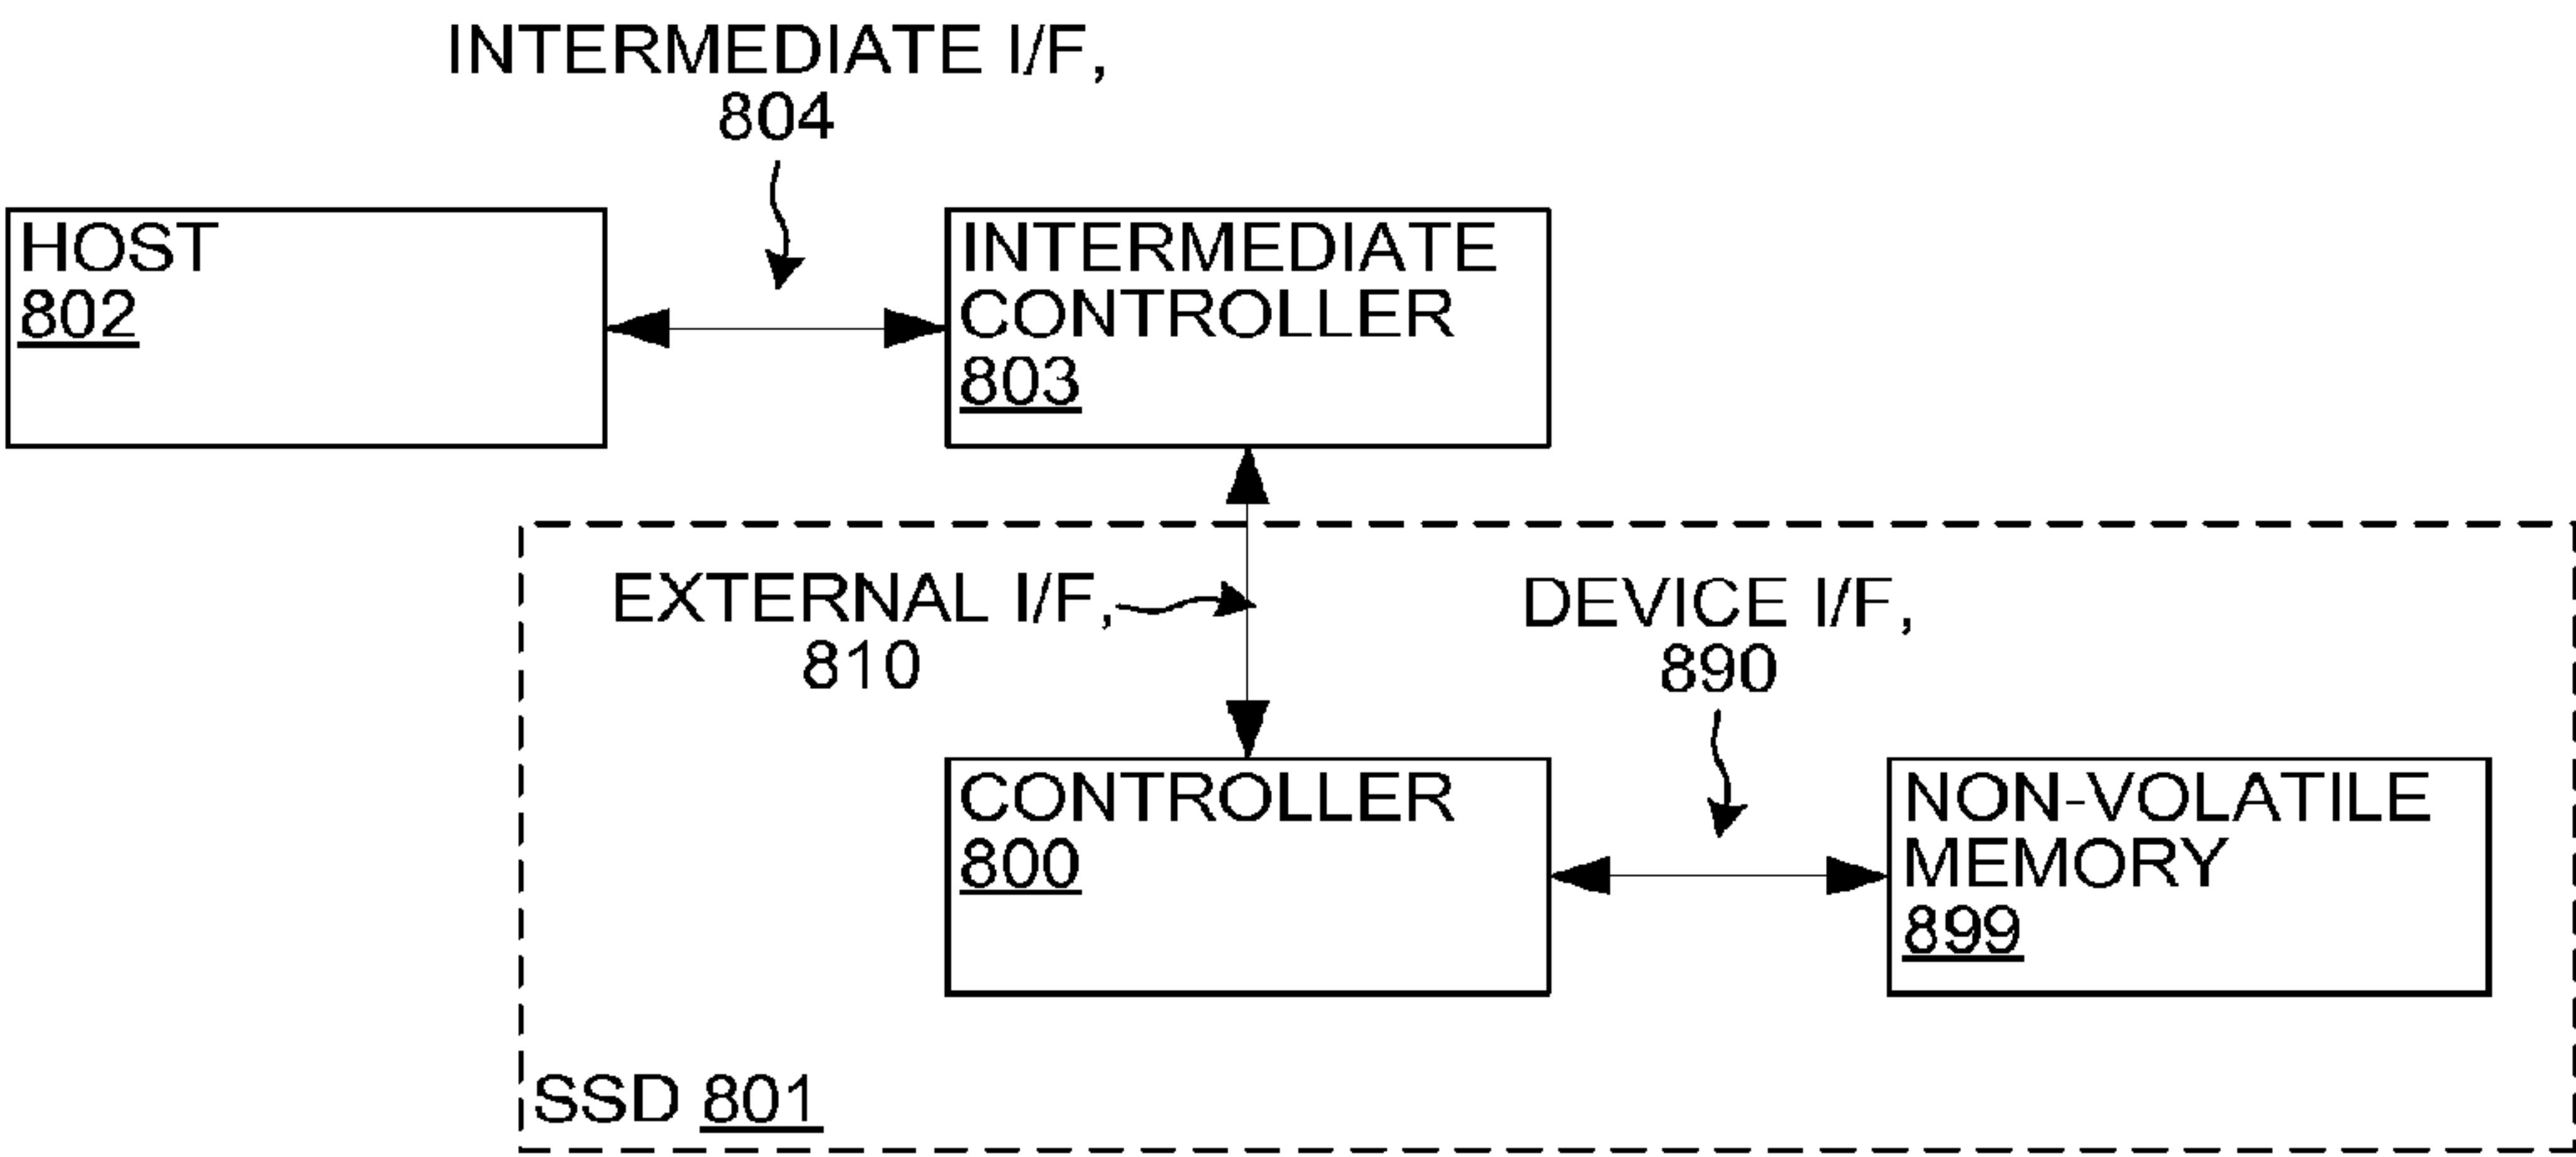 INTERMEDIATE I/F,
804
HOST
802
INTERMEDIATE
CONTROLLER
803
EXTERNAL I/F,
810
DEVICE I/F,
890
CONTROLLER
800
NON-VOLATILE
MEMORY
899
SSD 801